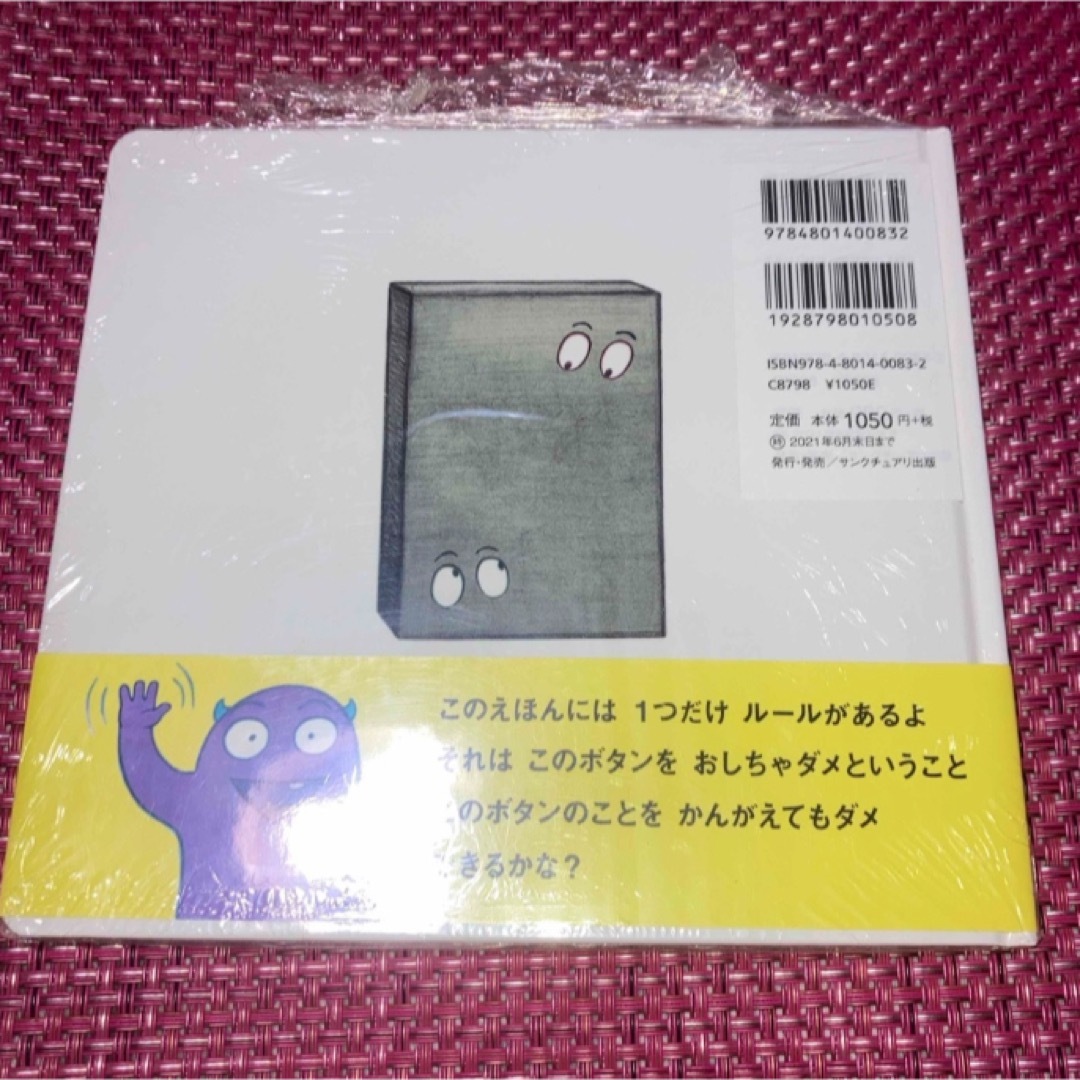 9784801400832
1928798010508
ISBN978-4-8014-0083-2
C8798 ¥1050E
定価 本体1050円+税
2021年6月末日まで
発行・発売/サンクチュアリ出版
このえほんには 1つだけ ルールがあるよ
それは このボタンを おしちゃダメということ
このボタンのことを かんがえてもダメ
きるかな?